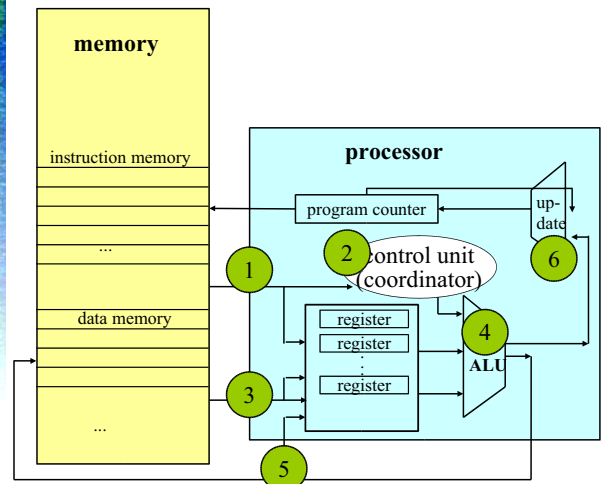 memory
instruction memory
...
data memory
...
processor
program counter
up-
date
6
2
control unit
(coordinator)
1
register
register
.
.
.
register
4
ALU
3
5